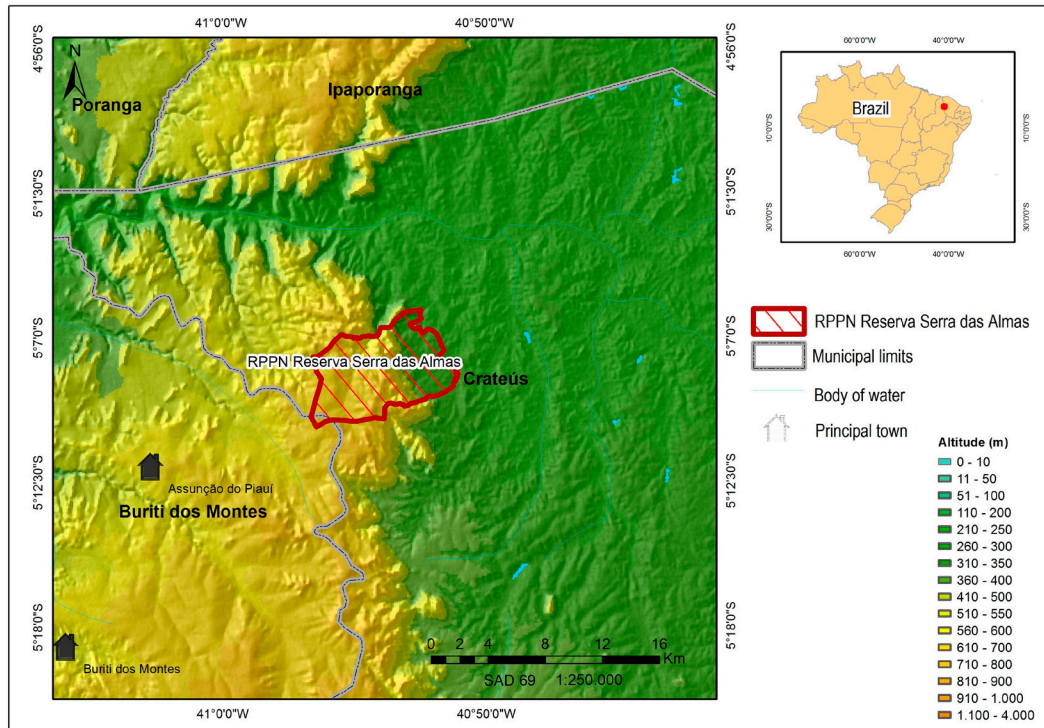 41°0'0"W
40°50'0"W
4°56'0"S
4°56'0"S
N
Poranga
Ipaporanga
5°1'30"S
5°1'30"S
5°7'0"S
5°7'0"S
RPPN Reserva Serra das Almas
Crateús
5°12'30"S
5°12'30"S
Assunção do Piauí
Buriti dos Montes
5°18'0"S
5°18'0"S
Buriti dos Montes
0 2 4 8 12 16
Km
SAD 69 1:250.000
41°0'0"W
40°50'0"W
60°0'0"W
40°0'0"W
Brazil
10°0'0"S
10°0'0"S
30°0'0"S
30°0'0"S
60°0'0"W
40°0'0"W
RPPN Reserva Serra das Almas
Municipal limits
Body of water
Principal town
Altitude (m)
0 - 10
11 - 50
51 - 100
110 - 200
210 - 250
260 - 300
310 - 350
360 - 400
410 - 500
510 - 550
560 - 600
610 - 700
710 - 800
810 - 900
910 - 1.000
1.100 - 4.000